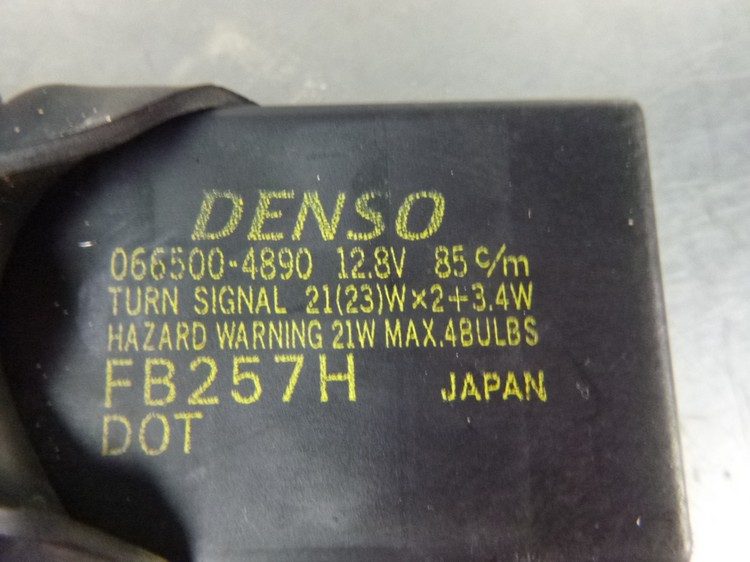 DENSO
066500-4890 12.8V 85 c/m
TURN SIGNAL 21(23)W×2+3.4W
HAZARD WARNING 21W MAX.4BULBS
FB257H JAPAN
DOT